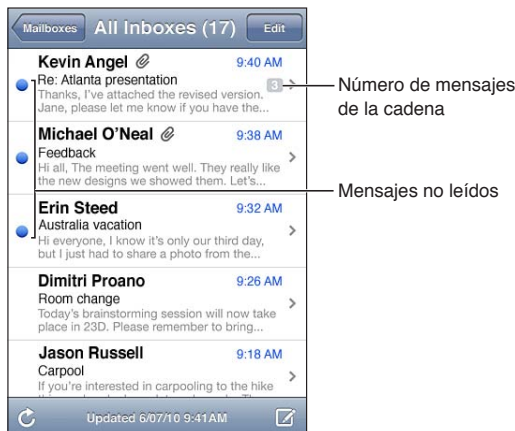 Mailboxes All Inboxes (17) Edit
Kevin Angel 9:40 AM
Re: Atlanta presentation
Thanks, I've attached the revised version. 3
Jane, please let me know if you have the...
Número de mensajes
de la cadena
Michael O'Neal 9:38 AM
Feedback
Hi all, The meeting went well. They really like
the new designs we showed them. Let's...
Mensajes no leídos
Erin Steed 9:32 AM
Australia vacation
Hi everyone, I know it's only our third day,
but I just had to share a photo from the...
Dimitri Proano 9:26 AM
Room change
Today's brainstorming session will now take
place in 23D. Please remember to bring...
Jason Russell 9:18 AM
Carpool
If you're interested in carpooling to the hike
Updated 6/07/10 9:41AM